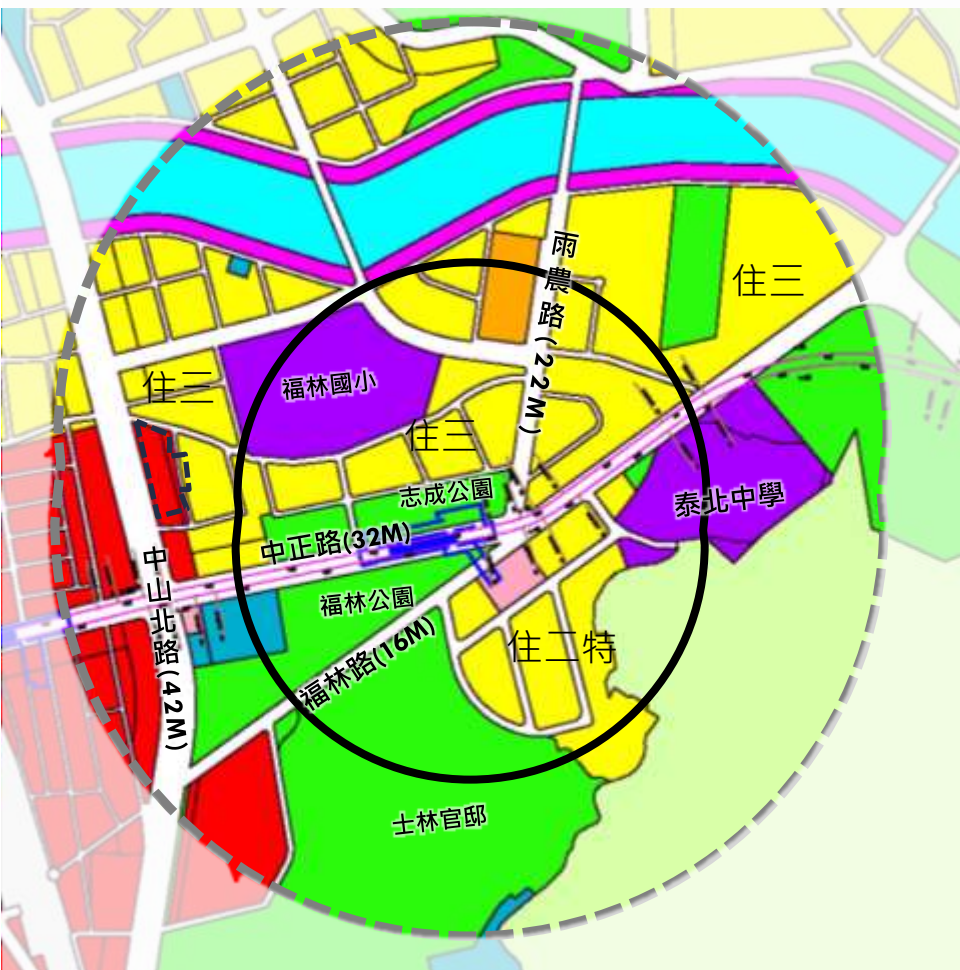 雨農路(22M)
住三
福林國小
住三
住三
志成公園
泰北中學
中正路(32M)
中山北路(42M)
福林公園
福林路(16M)
住二特
士林官邸